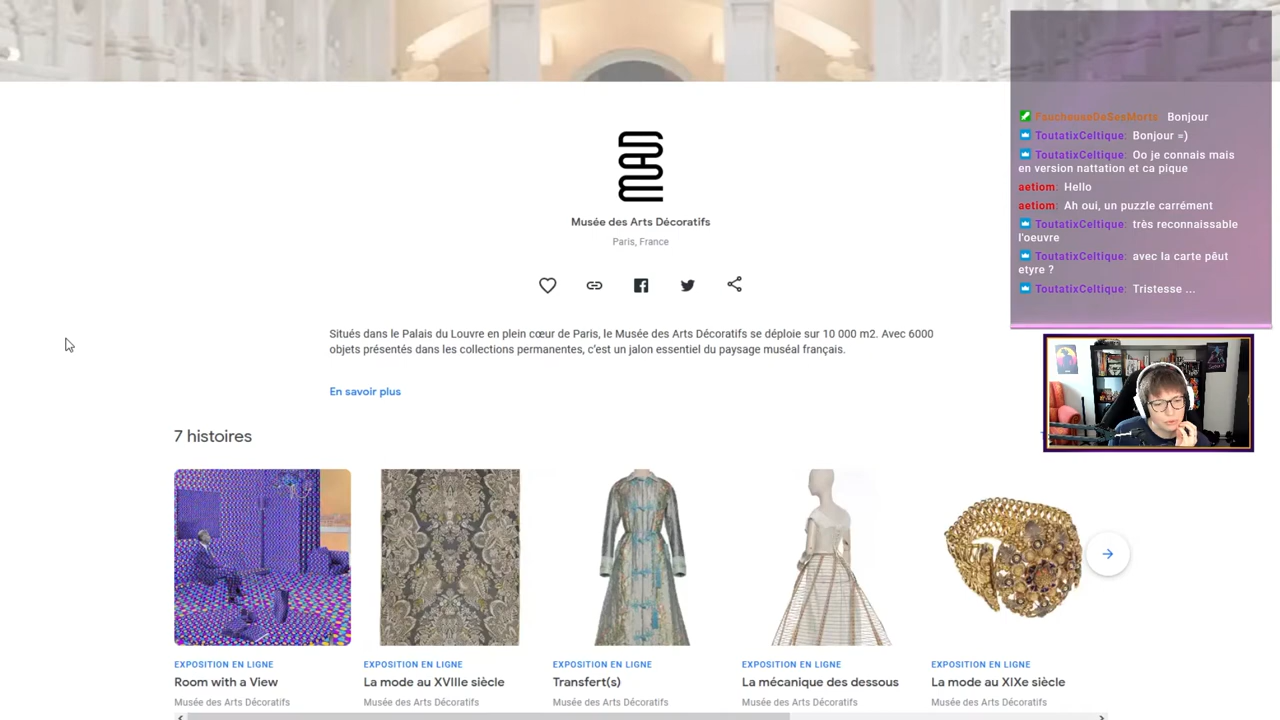 Musée des Arts Décoratifs
Paris, France
Situés dans le Palais du Louvre en plein cœur de Paris, le Musée des Arts Décoratifs se déploie sur 10 000 m2. Avec 6000
objets présentés dans les collections permanentes, c'est un jalon essentiel du paysage muséal français.
En savoir plus
7 histoires
EXPOSITION EN LIGNE
Room with a View
Musée des Arts Décoratifs
EXPOSITION EN LIGNE
La mode au XVIIIe siècle
Musée des Arts Décoratifs
EXPOSITION EN LIGNE
Transfert(s)
Musée des Arts Décoratifs
EXPOSITION EN LIGNE
La mécanique des dessous
Musée des Arts Décoratifs
EXPOSITION EN LIGNE
La mode au XIXe siècle
Musée des Arts Décoratifs
FaucheuseDeSesMorts: Bonjour
ToutatixCeltique: Bonjour =)
ToutatixCeltique: Oo je connais mais
en version nattation et ca pique
aetiom: Hello
aetiom: Ah oui, un puzzle carrément
ToutatixCeltique: très reconnaissable
l'oeuvre
ToutatixCeltique: avec la carte pêut
etyre ?
ToutatixCeltique: Tristesse ...